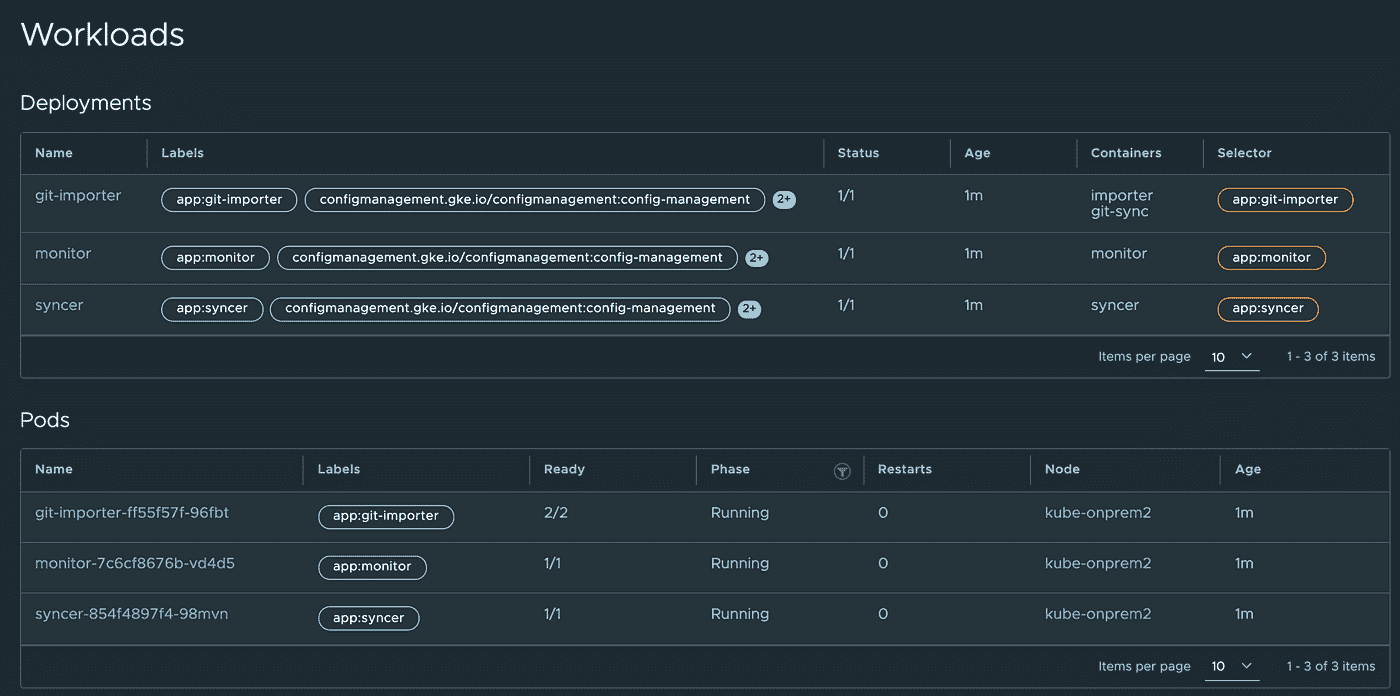 Workloads
Deployments
Name Labels Status Age Containers Selector
git-importer app:git-importer configmanagement.gke.io/configmanagement:config-management 2+ 1/1 1m importer app:git-importer
git-sync
monitor app:monitor configmanagement.gke.io/configmanagement:config-management 2+ 1/1 1m monitor app:monitor
syncer app:syncer configmanagement.gke.io/configmanagement:config-management 2+ 1/1 1m syncer app:syncer
Items per page 10 1 - 3 of 3 items
Pods
Name Labels Ready Phase Restarts Node Age
git-importer-ff55f57f-96fbt app:git-importer 2/2 Running 0 kube-onprem2 1m
monitor-7c6cf8676b-vd4d5 app:monitor 1/1 Running 0 kube-onprem2 1m
syncer-854f4897f4-98mvn app:syncer 1/1 Running 0 kube-onprem2 1m
Items per page 10 1 - 3 of 3 items